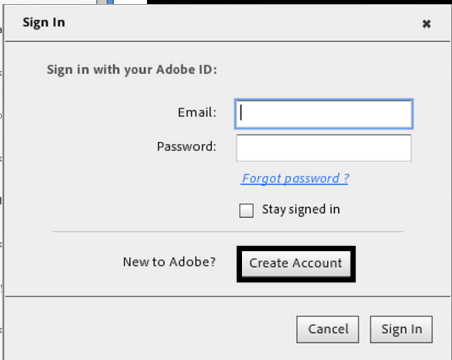 Sign In
Sign in with your Adobe ID:
Email:
Password:
Forgot password ?
Stay signed in
New to Adobe? Create Account
Cancel Sign In